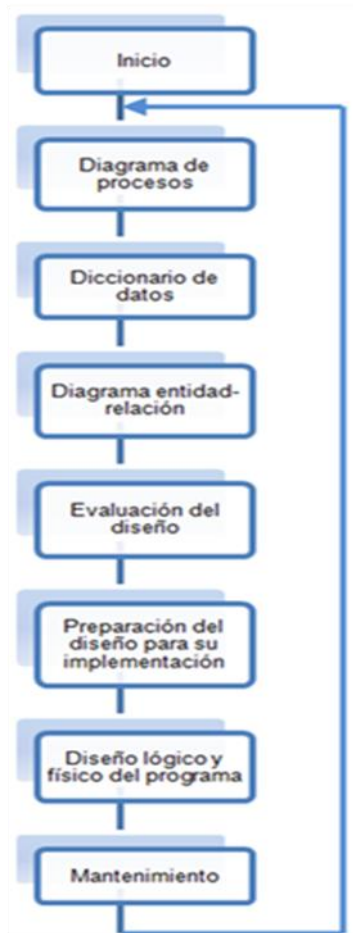 Inicio
Diagrama de
procesos
Diccionario de
datos
Diagrama entidad-
relación
Evaluación del
diseño
Preparación del
diseño para su
implementación
Diseño lógico y
físico del programa
Mantenimiento